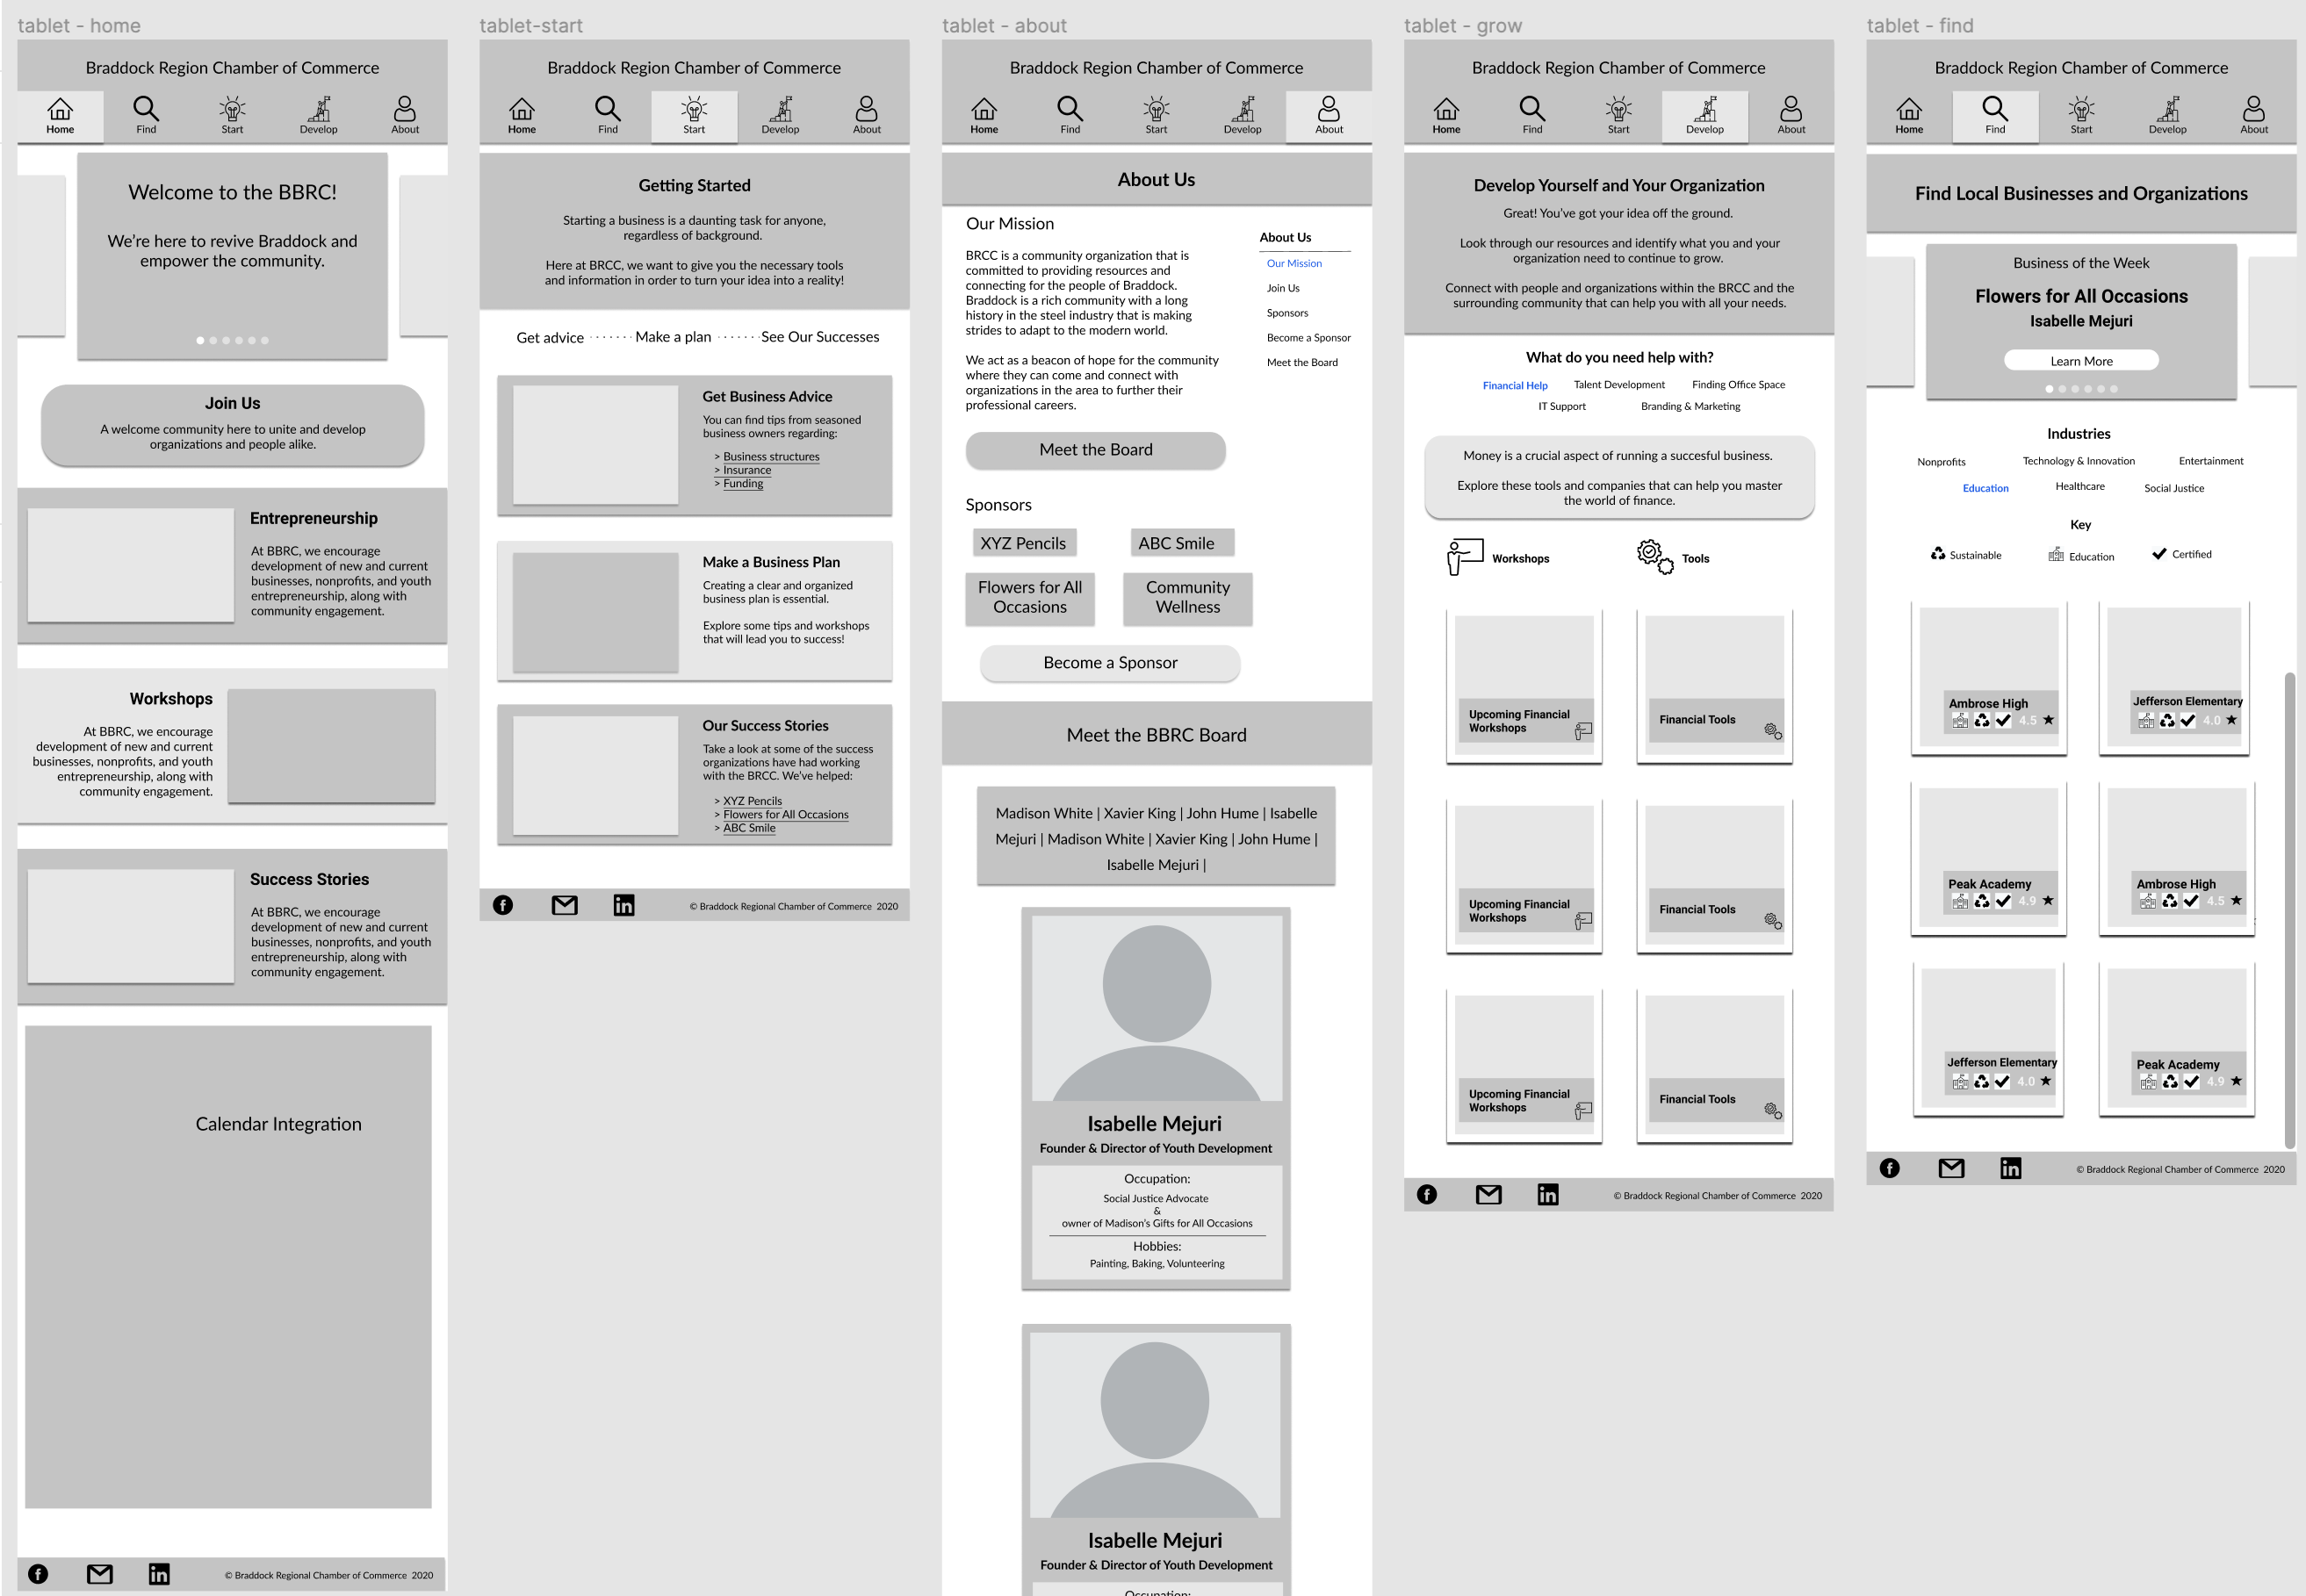 tablet - home
Braddock Region Chamber of Commerce
Home
Find
Start
Develop
About
Welcome to the BBRC!
We're here to revive Braddock and
empower the community.
Join Us
A welcome community here to unite and develop
organizations and people alike.
Entrepreneurship
At BBRC, we encourage
development of new and current
businesses, nonprofits, and youth
entrepreneurship, along with
community engagement.
Workshops
At BBRC, we encourage
development of new and current
businesses, nonprofits, and youth
entrepreneurship, along with
community engagement.
Success Stories
At BBRC, we encourage
development of new and current
businesses, nonprofits, and youth
entrepreneurship, along with
community engagement.
Calendar Integration
© Braddock Regional Chamber of Commerce 2020
tablet-start
Braddock Region Chamber of Commerce
Home
Find
Start
Develop
About
Getting Started
Starting a business is a daunting task for anyone,
regardless of background.
Here at BRCC, we want to give you the necessary tools
and information in order to turn your idea into a reality!
Get advice ······· Make a plan ······· See Our Successes
Get Business Advice
You can find tips from seasoned
business owners regarding:
> Business structures
> Insurance
> Funding
Make a Business Plan
Creating a clear and organized
business plan is essential.
Explore some tips and workshops
that will lead you to success!
Our Success Stories
Take a look at some of the success
organizations have had working
with the BRCC. We've helped:
> XYZ Pencils
> Flowers for All Occasions
> ABC Smile
© Braddock Regional Chamber of Commerce 2020
tablet - about
Braddock Region Chamber of Commerce
Home
Find
Start
Develop
About
About Us
Our Mission
BRCC is a community organization that is
committed to providing resources and
connecting for the people of Braddock.
Braddock is a rich community with a long
history in the steel industry that is making
strides to adapt to the modern world.
We act as a beacon of hope for the community
where they can come and connect with
organizations in the area to further their
professional careers.
About Us
Our Mission
Join Us
Sponsors
Become a Sponsor
Meet the Board
Meet the Board
Sponsors
XYZ Pencils
ABC Smile
Flowers for All
Occasions
Community
Wellness
Become a Sponsor
Meet the BBRC Board
Madison White | Xavier King | John Hume | Isabelle
Mejuri | Madison White | Xavier King | John Hume |
Isabelle Mejuri |
Isabelle Mejuri
Founder & Director of Youth Development
Occupation:
Social Justice Advocate
&
owner of Madison's Gifts for All Occasions
Hobbies:
Painting, Baking, Volunteering
Isabelle Mejuri
Founder & Director of Youth Development
Occupation:
tablet - grow
Braddock Region Chamber of Commerce
Home
Find
Start
Develop
About
Develop Yourself and Your Organization
Great! You've got your idea off the ground.
Look through our resources and identify what you and your
organization need to continue to grow.
Connect with people and organizations within the BRCC and the
surrounding community that can help you with all your needs.
What do you need help with?
Financial Help
Talent Development
Finding Office Space
IT Support
Branding & Marketing
Money is a crucial aspect of running a succesful business.
Explore these tools and companies that can help you master
the world of finance.
Workshops
Tools
Upcoming Financial
Workshops
Financial Tools
Upcoming Financial
Workshops
Financial Tools
Upcoming Financial
Workshops
Financial Tools
© Braddock Regional Chamber of Commerce 2020
tablet - find
Braddock Region Chamber of Commerce
Home
Find
Start
Develop
About
Find Local Businesses and Organizations
Business of the Week
Flowers for All Occasions
Isabelle Mejuri
Learn More
Industries
Nonprofits
Technology & Innovation
Entertainment
Education
Healthcare
Social Justice
Key
Sustainable
Education
Certified
Ambrose High
4.5
Jefferson Elementary
4.0
Peak Academy
4.9
Ambrose High
4.5
Jefferson Elementary
4.0
Peak Academy
4.9
© Braddock Regional Chamber of Commerce 2020